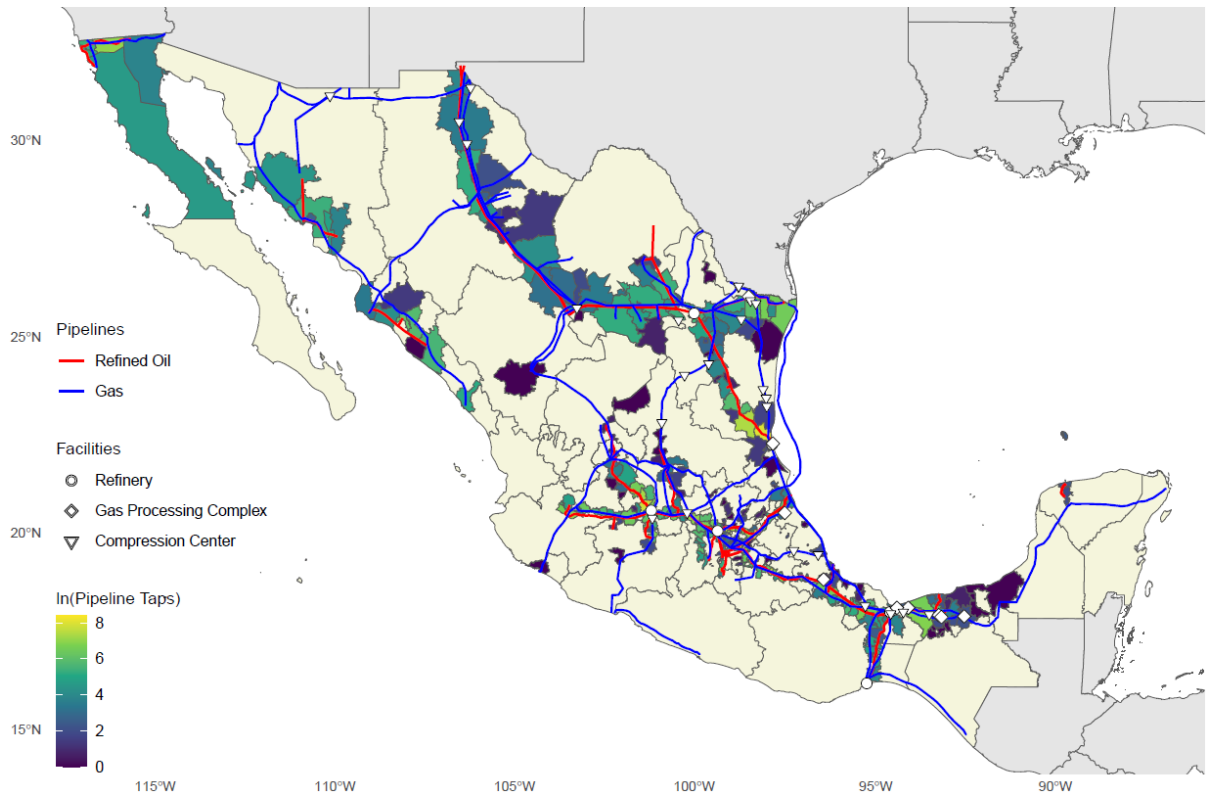 30°N
25°N
20°N
15°N
Pipelines
Refined Oil
Gas
Facilities
Refinery
Gas Processing Complex
Compression Center
ln(Pipeline Taps)
8
6
4
2
0
115°W
110°W
105°W
100°W
95°W
90°W